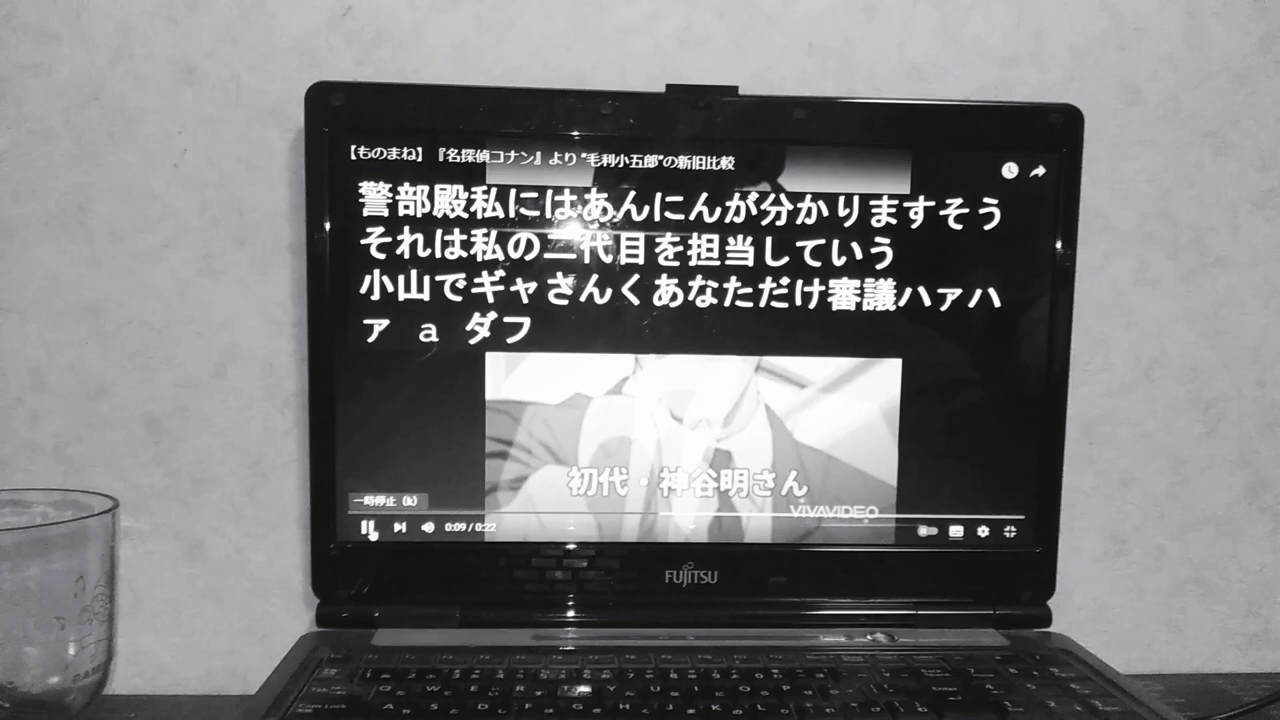 【ものまね】『名探偵コナン』より"毛利小五郎"の新旧比較
警部殿私にはあんにんが分かりますそう
それは私の二代目を担当していう
小山でギャさんくあなただけ審議ハァハ
ァ a ダフ
初代・神谷明さん
VIVAVIDEO
一時停止 (k)
0:09 / 0:22
FUJITSU